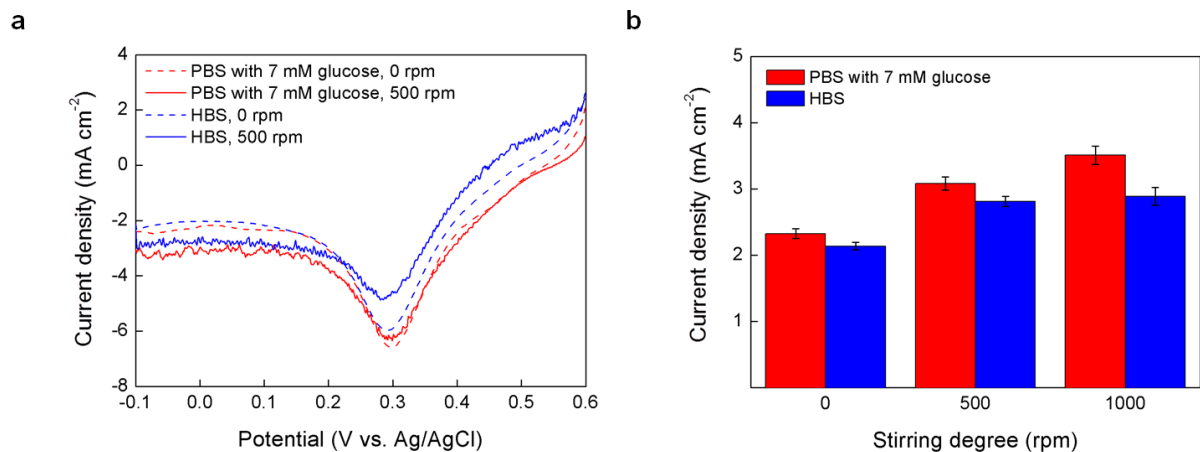 a
4
2
0
-2
-4
-6
-8
Current density (mA cm⁻²)
PBS with 7 mM glucose, 0 rpm
PBS with 7 mM glucose, 500 rpm
HBS, 0 rpm
HBS, 500 rpm
-0.1 0.0 0.1 0.2 0.3 0.4 0.5 0.6
Potential (V vs. Ag/AgCl)
b
5
4
3
2
1
Current density (mA cm⁻²)
PBS with 7 mM glucose
HBS
0 500 1000
Stirring degree (rpm)